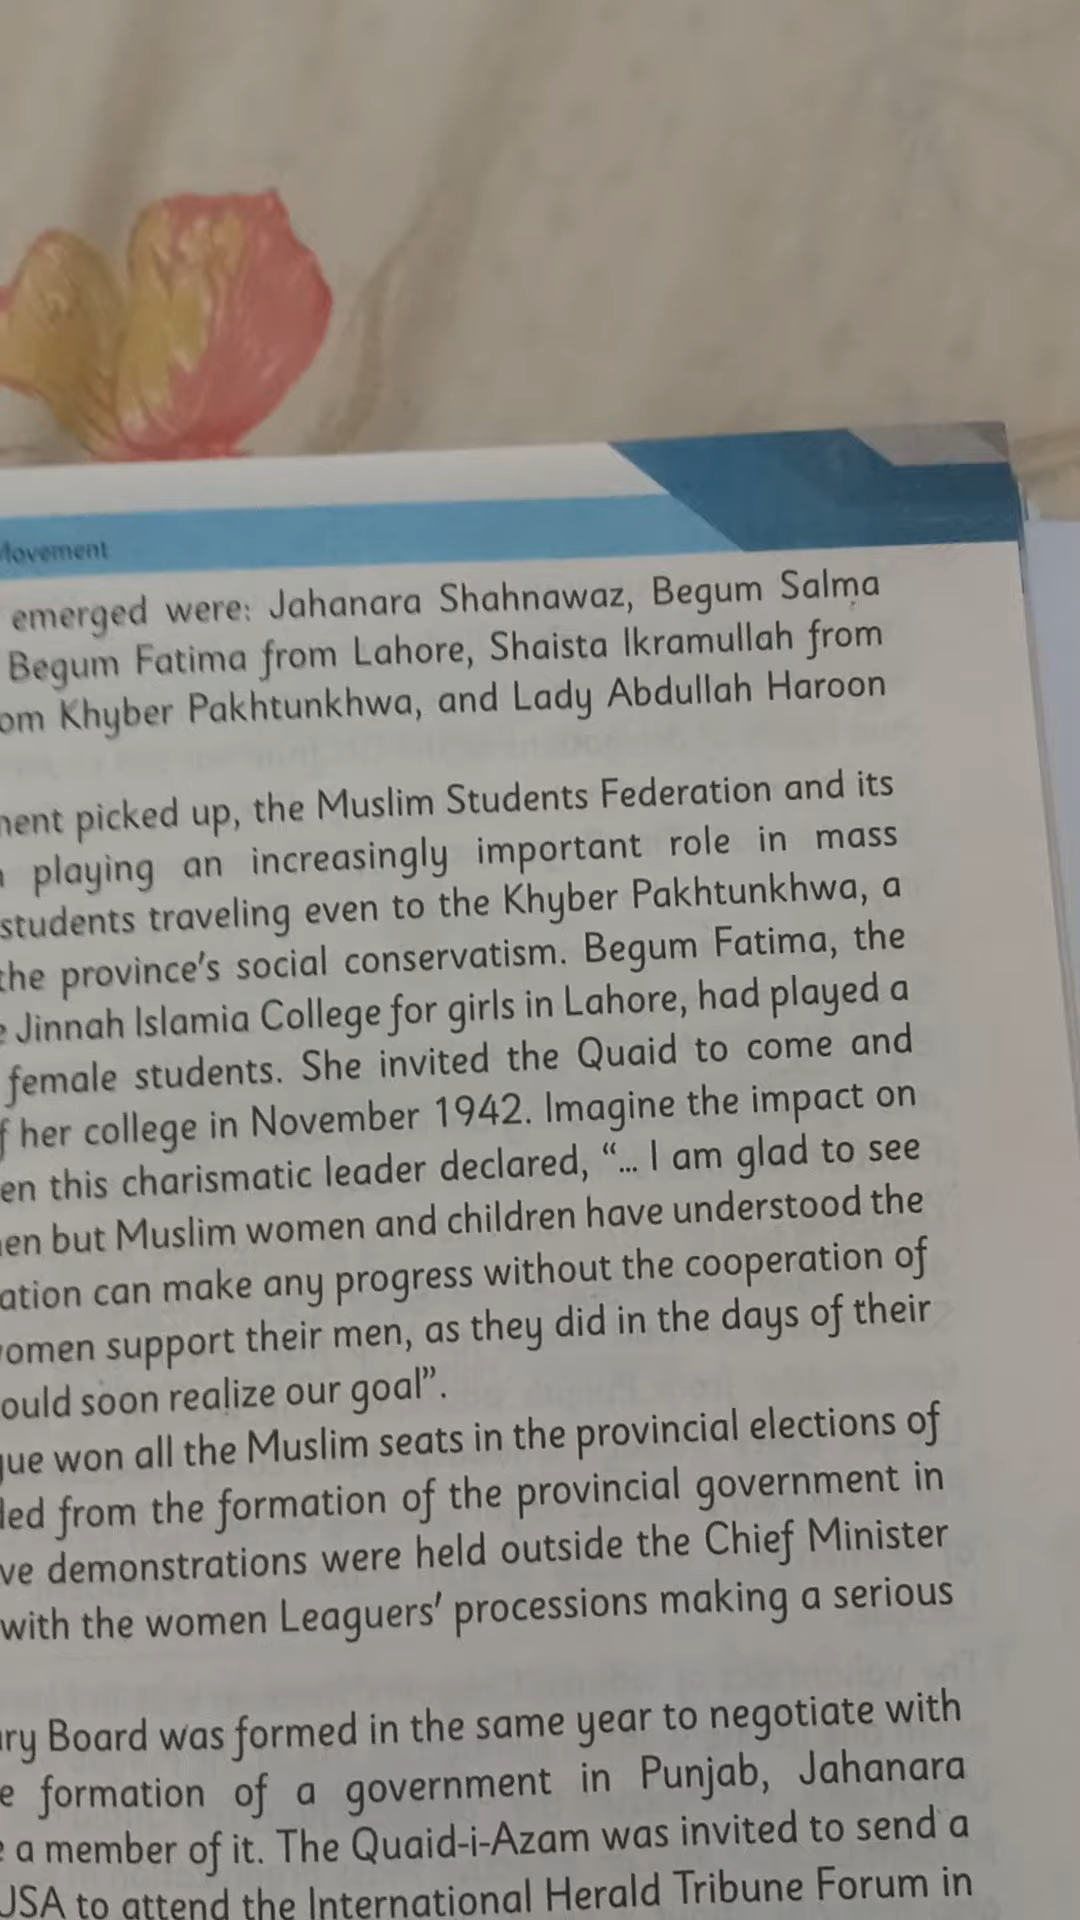 Movement
emerged were: Jahanara Shahnawaz, Begum Salma
Begum Fatima from Lahore, Shaista Ikramullah from
om Khyber Pakhtunkhwa, and Lady Abdullah Haroon
ent picked up, the Muslim Students Federation and its
playing an increasingly important role in mass
students traveling even to the Khyber Pakhtunkhwa, a
the province's social conservatism. Begum Fatima, the
e Jinnah Islamia College for girls in Lahore, had played a
female students. She invited the Quaid to come and
f her college in November 1942. Imagine the impact on
en this charismatic leader declared, “... I am glad to see
en but Muslim women and children have understood the
ation can make any progress without the cooperation of
omen support their men, as they did in the days of their
ould soon realize our goal”.
gue won all the Muslim seats in the provincial elections of
led from the formation of the provincial government in
ve demonstrations were held outside the Chief Minister
with the women Leaguers’ processions making a serious
ary Board was formed in the same year to negotiate with
e formation of a government in Punjab, Jahanara
e a member of it. The Quaid-i-Azam was invited to send a
USA to attend the International Herald Tribune Forum in